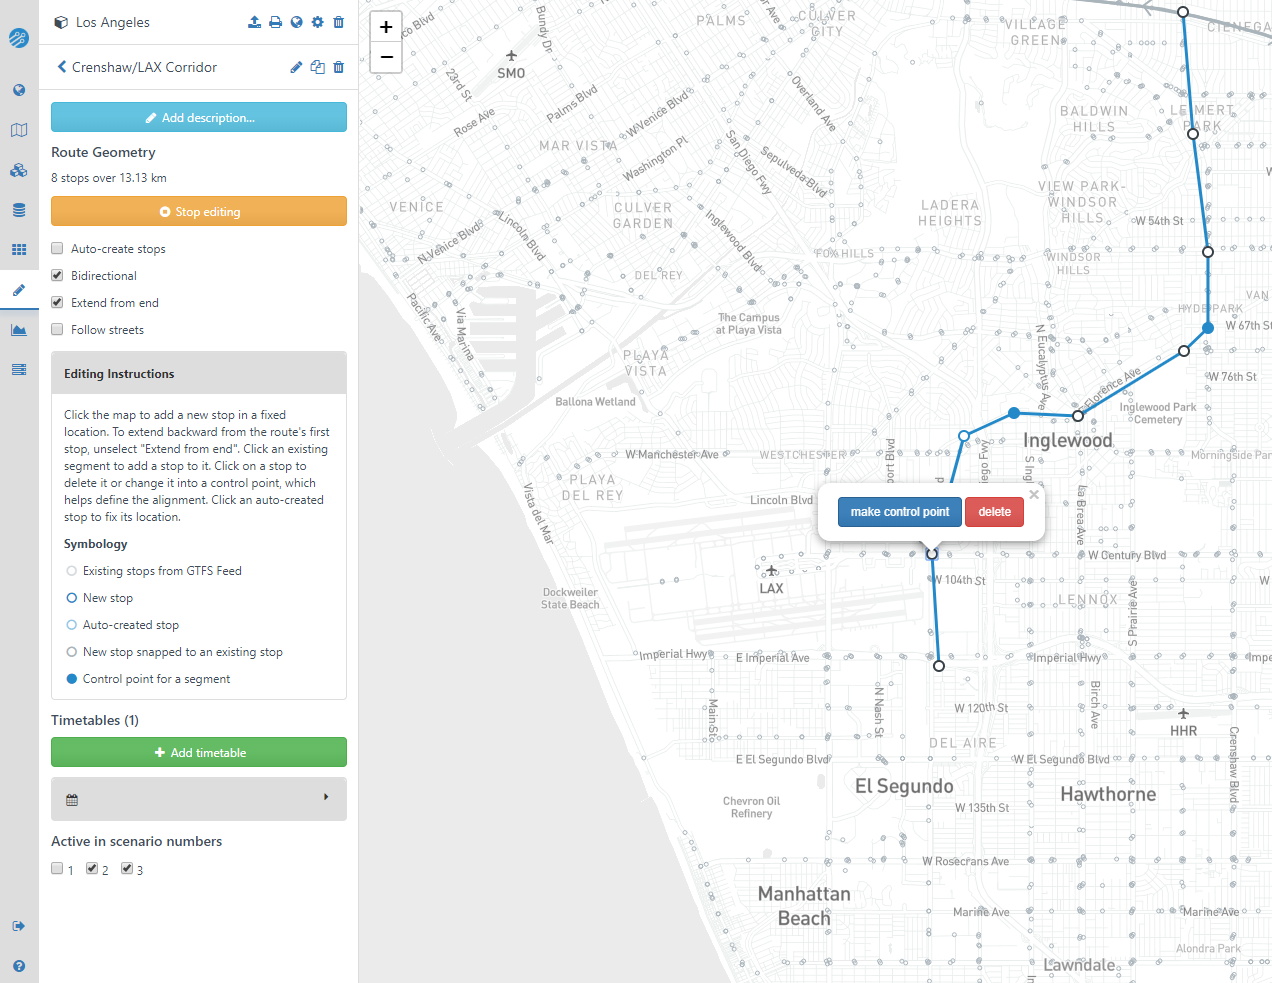 Los Angeles
Crenshaw/LAX Corridor
Add description...
Route Geometry
8 stops over 13.13 km
Stop editing
Auto-create stops
Bidirectional
Extend from end
Follow streets
Editing Instructions
Click the map to add a new stop in a fixed
location. To extend backward from the route's first
stop, unselect "Extend from end". Click an existing
segment to add a stop to it. Click on a stop to
delete it or change it into a control point, which
helps define the alignment. Click an auto-created
stop to fix its location.
Symbology
Existing stops from GTFS Feed
New stop
Auto-created stop
New stop snapped to an existing stop
Control point for a segment
Timetables (1)
Add timetable
Active in scenario numbers
1 2 3
+
−
PALMS
CULVER
CITY
VILLAGE
GREEN
CIENEGA
Bundy Dr
SMO
23rd St
Rose Ave
Palms Blvd
W Venice Blvd
Overland Ave
BALDWIN
HILLS
LEIMERT
PARK
MAR VISTA
Washington Pl
San Diego Fwy
Sepulveda Blvd
VIEW PARK-
WINDSOR
HILLS
VENICE
CULVER
GARDEN
LADERA
HEIGHTS
W 54th St
N Venice Blvd
Lincoln Blvd
Inglewood Blvd
FOX HILLS
WINDSOR
HILLS
DEL REY
HYDE PARK
VAN
Pacific Ave
Via Marina
The Campus
at Playa Vista
N Eucalyptus Ave
W 67th St
PLAYA
VISTA
W 76th St
E Florence Ave
Ballona Wetland
Inglewood Park
Cemetery
Inglewood
W Manchester Ave
WESTCHESTER
Morningside Park
PLAYA
DEL REY
Lincoln Blvd
Vista del Mar
La Brea Ave
make control point
delete
×
W Century Blvd
LAX
W 104th St
Dockweiler
State Beach
LENNOX
S Prairie Ave
Imperial Hwy
E Imperial Ave
Imperial Hwy
Main St
N Nash St
W 120th St
Birch Ave
HHR
Crenshaw Blvd
DEL AIRE
E El Segundo Blvd
W El Segundo Blvd
El Segundo
Hawthorne
Chevron Oil
Refinery
W 135th St
W Rosecrans Ave
Manhattan
Beach
Marine Ave
Marine Ave
Alondra Park
Lawndale